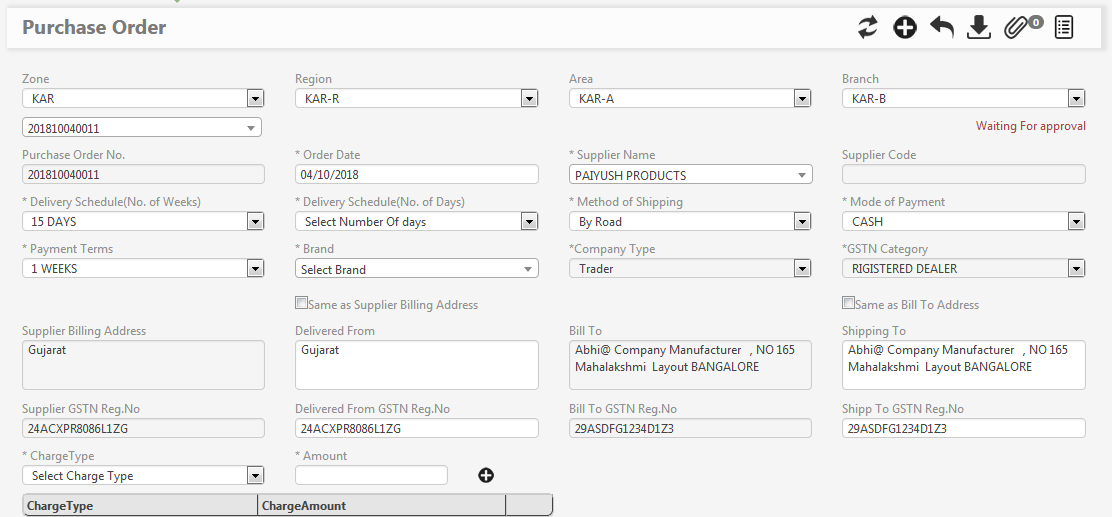 Purchase Order
0
Zone
Region
Area
Branch
KAR
KAR-R
KAR-A
KAR-B
201810040011
Waiting For approval
Purchase Order No.
* Order Date
* Supplier Name
Supplier Code
201810040011
04/10/2018
PAIYUSH PRODUCTS
* Delivery Schedule(No. of Weeks)
* Delivery Schedule(No. of Days)
* Method of Shipping
* Mode of Payment
15 DAYS
Select Number Of days
By Road
CASH
* Payment Terms
* Brand
*Company Type
*GSTN Category
1 WEEKS
Select Brand
Trader
RIGISTERED DEALER
Same as Supplier Billing Address
Same as Bill To Address
Supplier Billing Address
Delivered From
Bill To
Shipping To
Gujarat
Gujarat
Abhi@ Company Manufacturer , NO 165
Mahalakshmi Layout BANGALORE
Abhi@ Company Manufacturer , NO 165
Mahalakshmi Layout BANGALORE
Supplier GSTN Reg.No
Delivered From GSTN Reg.No
Bill To GSTN Reg.No
Shipp To GSTN Reg.No
24ACXPR8086L1ZG
24ACXPR8086L1ZG
29ASDFG1234D1Z3
29ASDFG1234D1Z3
* ChargeType
* Amount
Select Charge Type
ChargeType
ChargeAmount